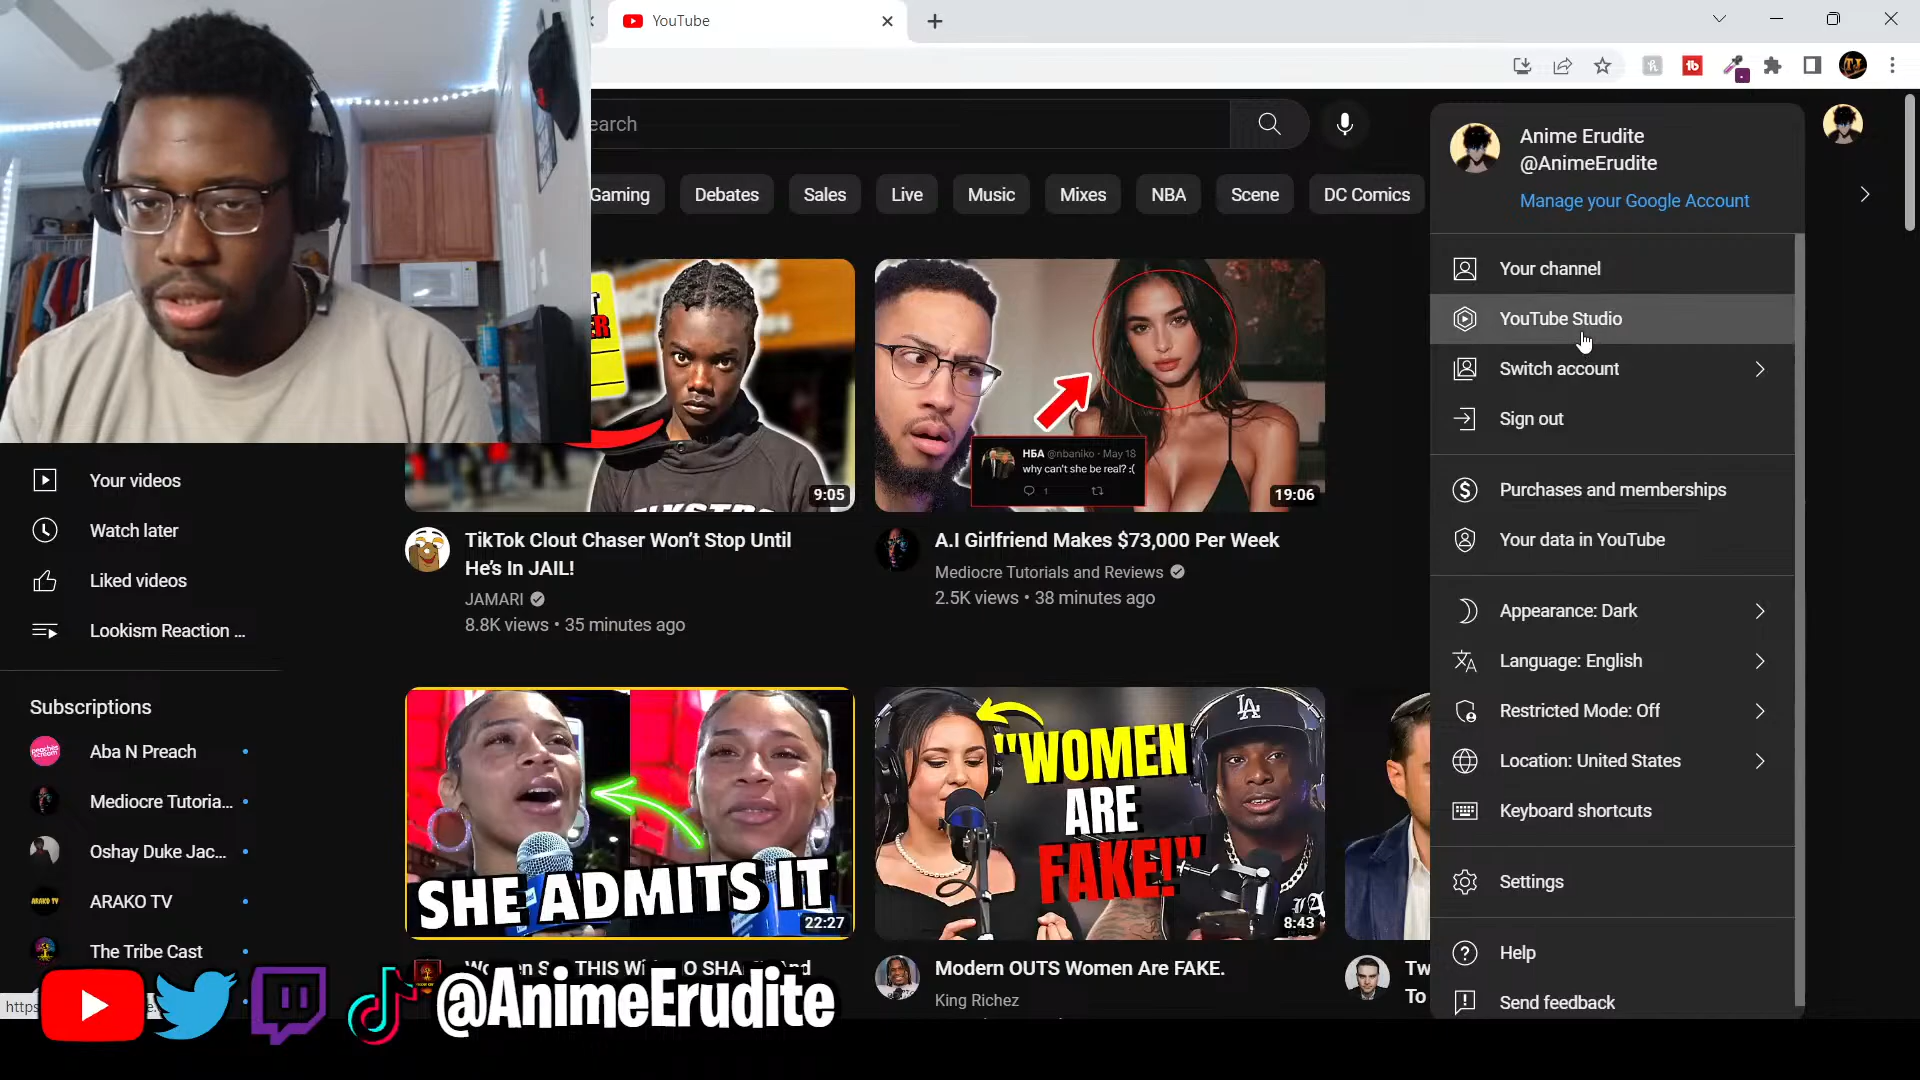 YouTube
earch
Gaming
Debates
Sales
Live
Music
Mixes
NBA
Scene
DC Comics
Anime Erudite
@AnimeErudite
Manage your Google Account
Your channel
YouTube Studio
Switch account
Sign out
Purchases and memberships
Your data in YouTube
Appearance: Dark
Language: English
Restricted Mode: Off
Location: United States
Keyboard shortcuts
Settings
Help
Send feedback
9:05
TikTok Clout Chaser Won't Stop Until
He's In JAIL!
JAMARI
8.8K views • 35 minutes ago
НБА @nbaniko · May 18
why can't she be real? :(
1
19:06
A.I Girlfriend Makes $73,000 Per Week
Mediocre Tutorials and Reviews
2.5K views • 38 minutes ago
Your videos
Watch later
Liked videos
Lookism Reaction ...
Subscriptions
Aba N Preach
Mediocre Tutoria...
Oshay Duke Jac...
ARAKO TV
The Tribe Cast
SHE ADMITS IT
22:27
LA
"WOMEN
ARE
FAKE!"
8:43
Modern OUTS Women Are FAKE.
King Richez
Tw
To
https
@AnimeErudite